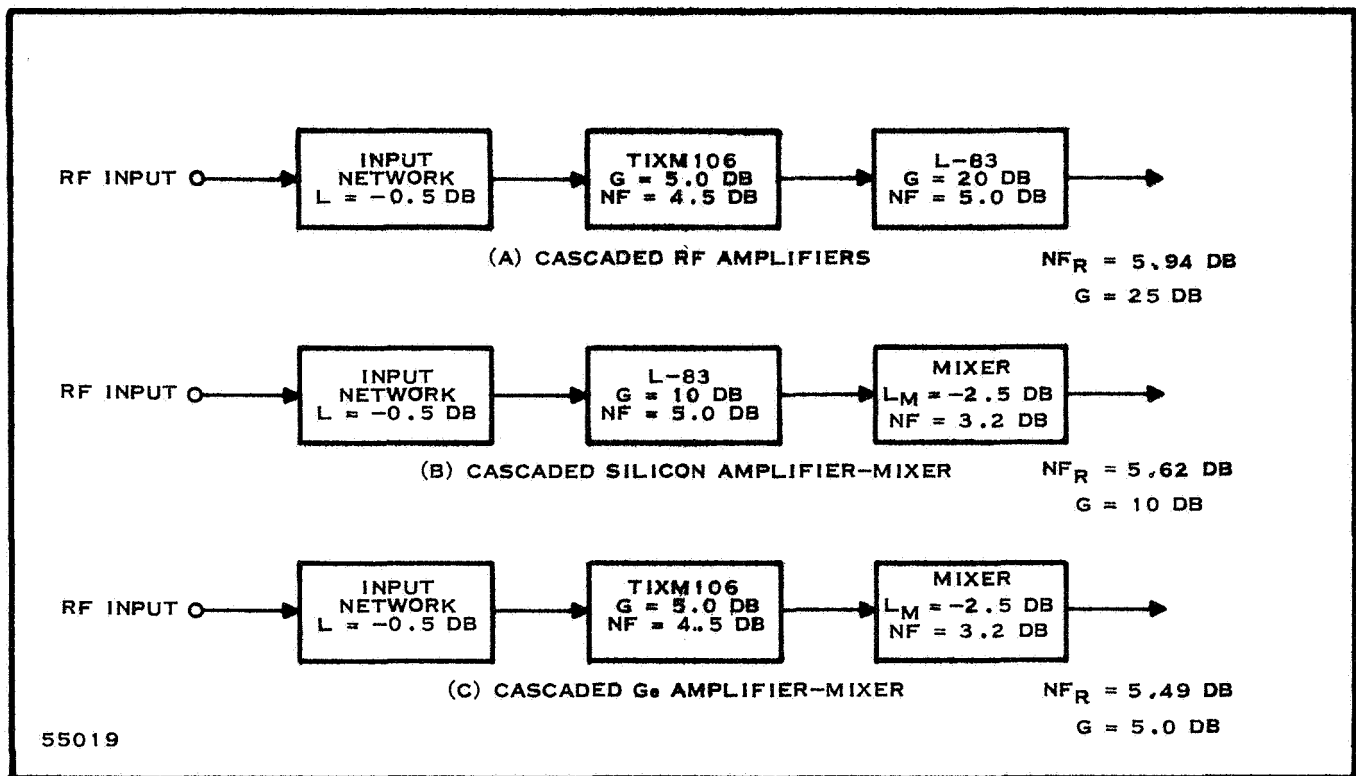 RF INPUT
INPUT
NETWORK
L = -0.5 DB
TIXM106
G = 5.0 DB
NF = 4.5 DB
L-83
G = 20 DB
NF = 5.0 DB
(A) CASCADED RF AMPLIFIERS
NFR = 5.94 DB
G = 25 DB
RF INPUT
INPUT
NETWORK
L = -0.5 DB
L-83
G = 10 DB
NF = 5.0 DB
MIXER
LM = -2.5 DB
NF = 3.2 DB
(B) CASCADED SILICON AMPLIFIER-MIXER
NFR = 5.62 DB
G = 10 DB
RF INPUT
INPUT
NETWORK
L = -0.5 DB
TIXM106
G = 5.0 DB
NF = 4.5 DB
MIXER
LM = -2.5 DB
NF = 3.2 DB
(C) CASCADED Ge AMPLIFIER-MIXER
NFR = 5.49 DB
G = 5.0 DB
55019